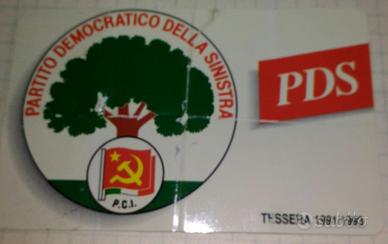 PARTITO DEMOCRATICO DELLA SINISTRA
PDS
P.C.I.
TESSERA 1991/1993